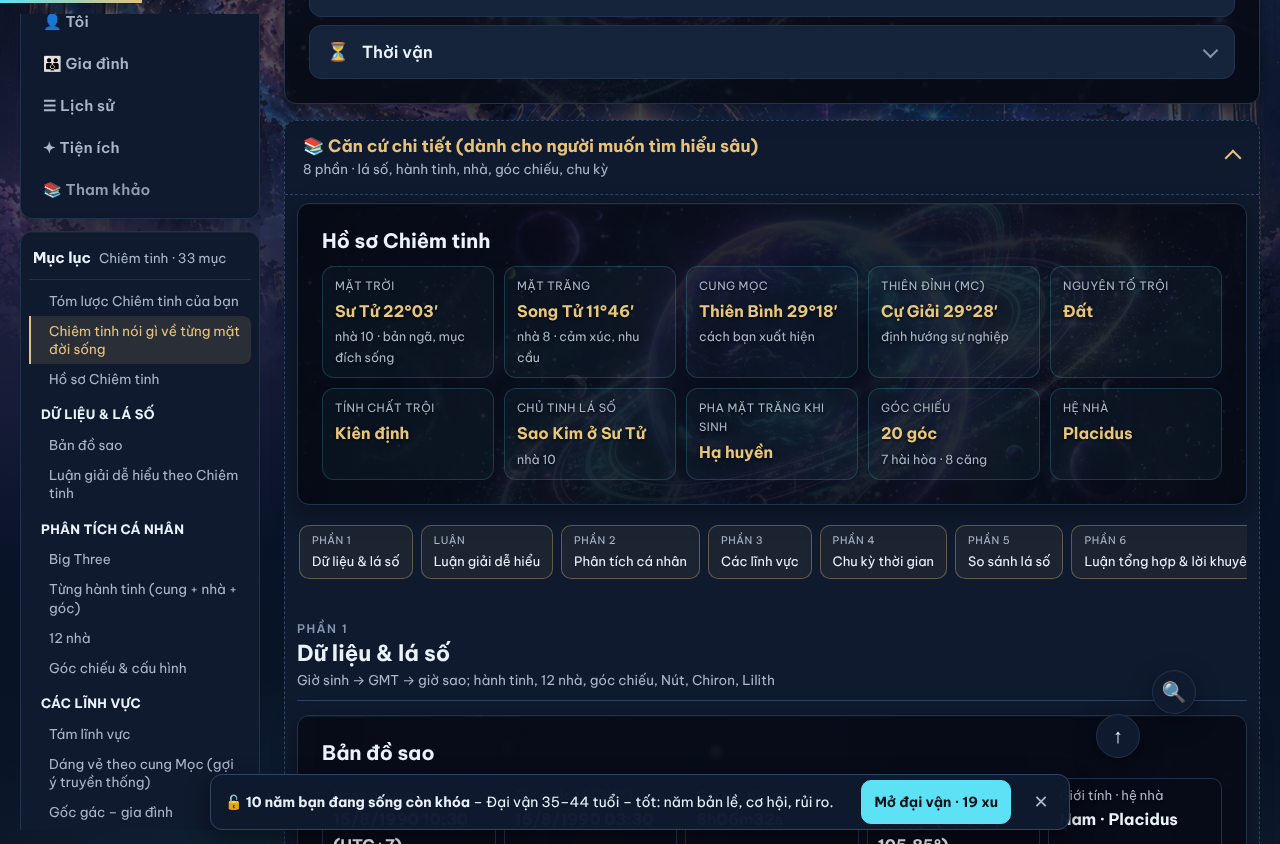 👤 Tôi
👪 Gia đình
☰ Lịch sử
✦ Tiện ích
📚 Tham khảo
Mục lục Chiêm tinh · 33 mục
Tóm lược Chiêm tinh của bạn
Chiêm tinh nói gì về từng mặt
đời sống
Hồ sơ Chiêm tinh
DỮ LIỆU & LÁ SỐ
Bản đồ sao
Luận giải dễ hiểu theo Chiêm
tinh
PHÂN TÍCH CÁ NHÂN
Big Three
Từng hành tinh (cung + nhà +
góc)
12 nhà
Góc chiếu & cấu hình
CÁC LĨNH VỰC
Tám lĩnh vực
Dáng vẻ theo cung Mọc (gợi
ý truyền thống)
Gốc gác – gia đình
⏳ Thời vận
📚 Căn cứ chi tiết (dành cho người muốn tìm hiểu sâu)
8 phần · lá số, hành tinh, nhà, góc chiếu, chu kỳ
Hồ sơ Chiêm tinh
MẶT TRỜI
Sư Tử 22°03′
nhà 10 · bản ngã, mục
đích sống
MẶT TRĂNG
Song Tử 11°46′
nhà 8 · cảm xúc, nhu
cầu
CUNG MỌC
Thiên Bình 29°18′
cách bạn xuất hiện
THIÊN ĐỈNH (MC)
Cự Giải 29°28′
định hướng sự nghiệp
NGUYÊN TỐ TRỘI
Đất
TÍNH CHẤT TRỘI
Kiên định
CHỦ TINH LÁ SỐ
Sao Kim ở Sư Tử
nhà 10
PHA MẶT TRĂNG KHI
SINH
Hạ huyền
GÓC CHIẾU
20 góc
7 hài hòa · 8 căng
HỆ NHÀ
Placidus
PHẦN 1
Dữ liệu & lá số
LUẬN
Luận giải dễ hiểu
PHẦN 2
Phân tích cá nhân
PHẦN 3
Các lĩnh vực
PHẦN 4
Chu kỳ thời gian
PHẦN 5
So sánh lá số
PHẦN 6
Luận tổng hợp & lời khuyê
PHẦN 1
Dữ liệu & lá số
Giờ sinh → GMT → giờ sao; hành tinh, 12 nhà, góc chiếu, Nút, Chiron, Lilith
🔍
↑
Bản đồ sao
🔓 10 năm bạn đang sống còn khóa – Đại vận 35–44 tuổi – tốt: năm bản lề, cơ hội, rủi ro.
Mở đại vận · 19 xu
✕
iới tính · hệ nhà
Nam · Placidus